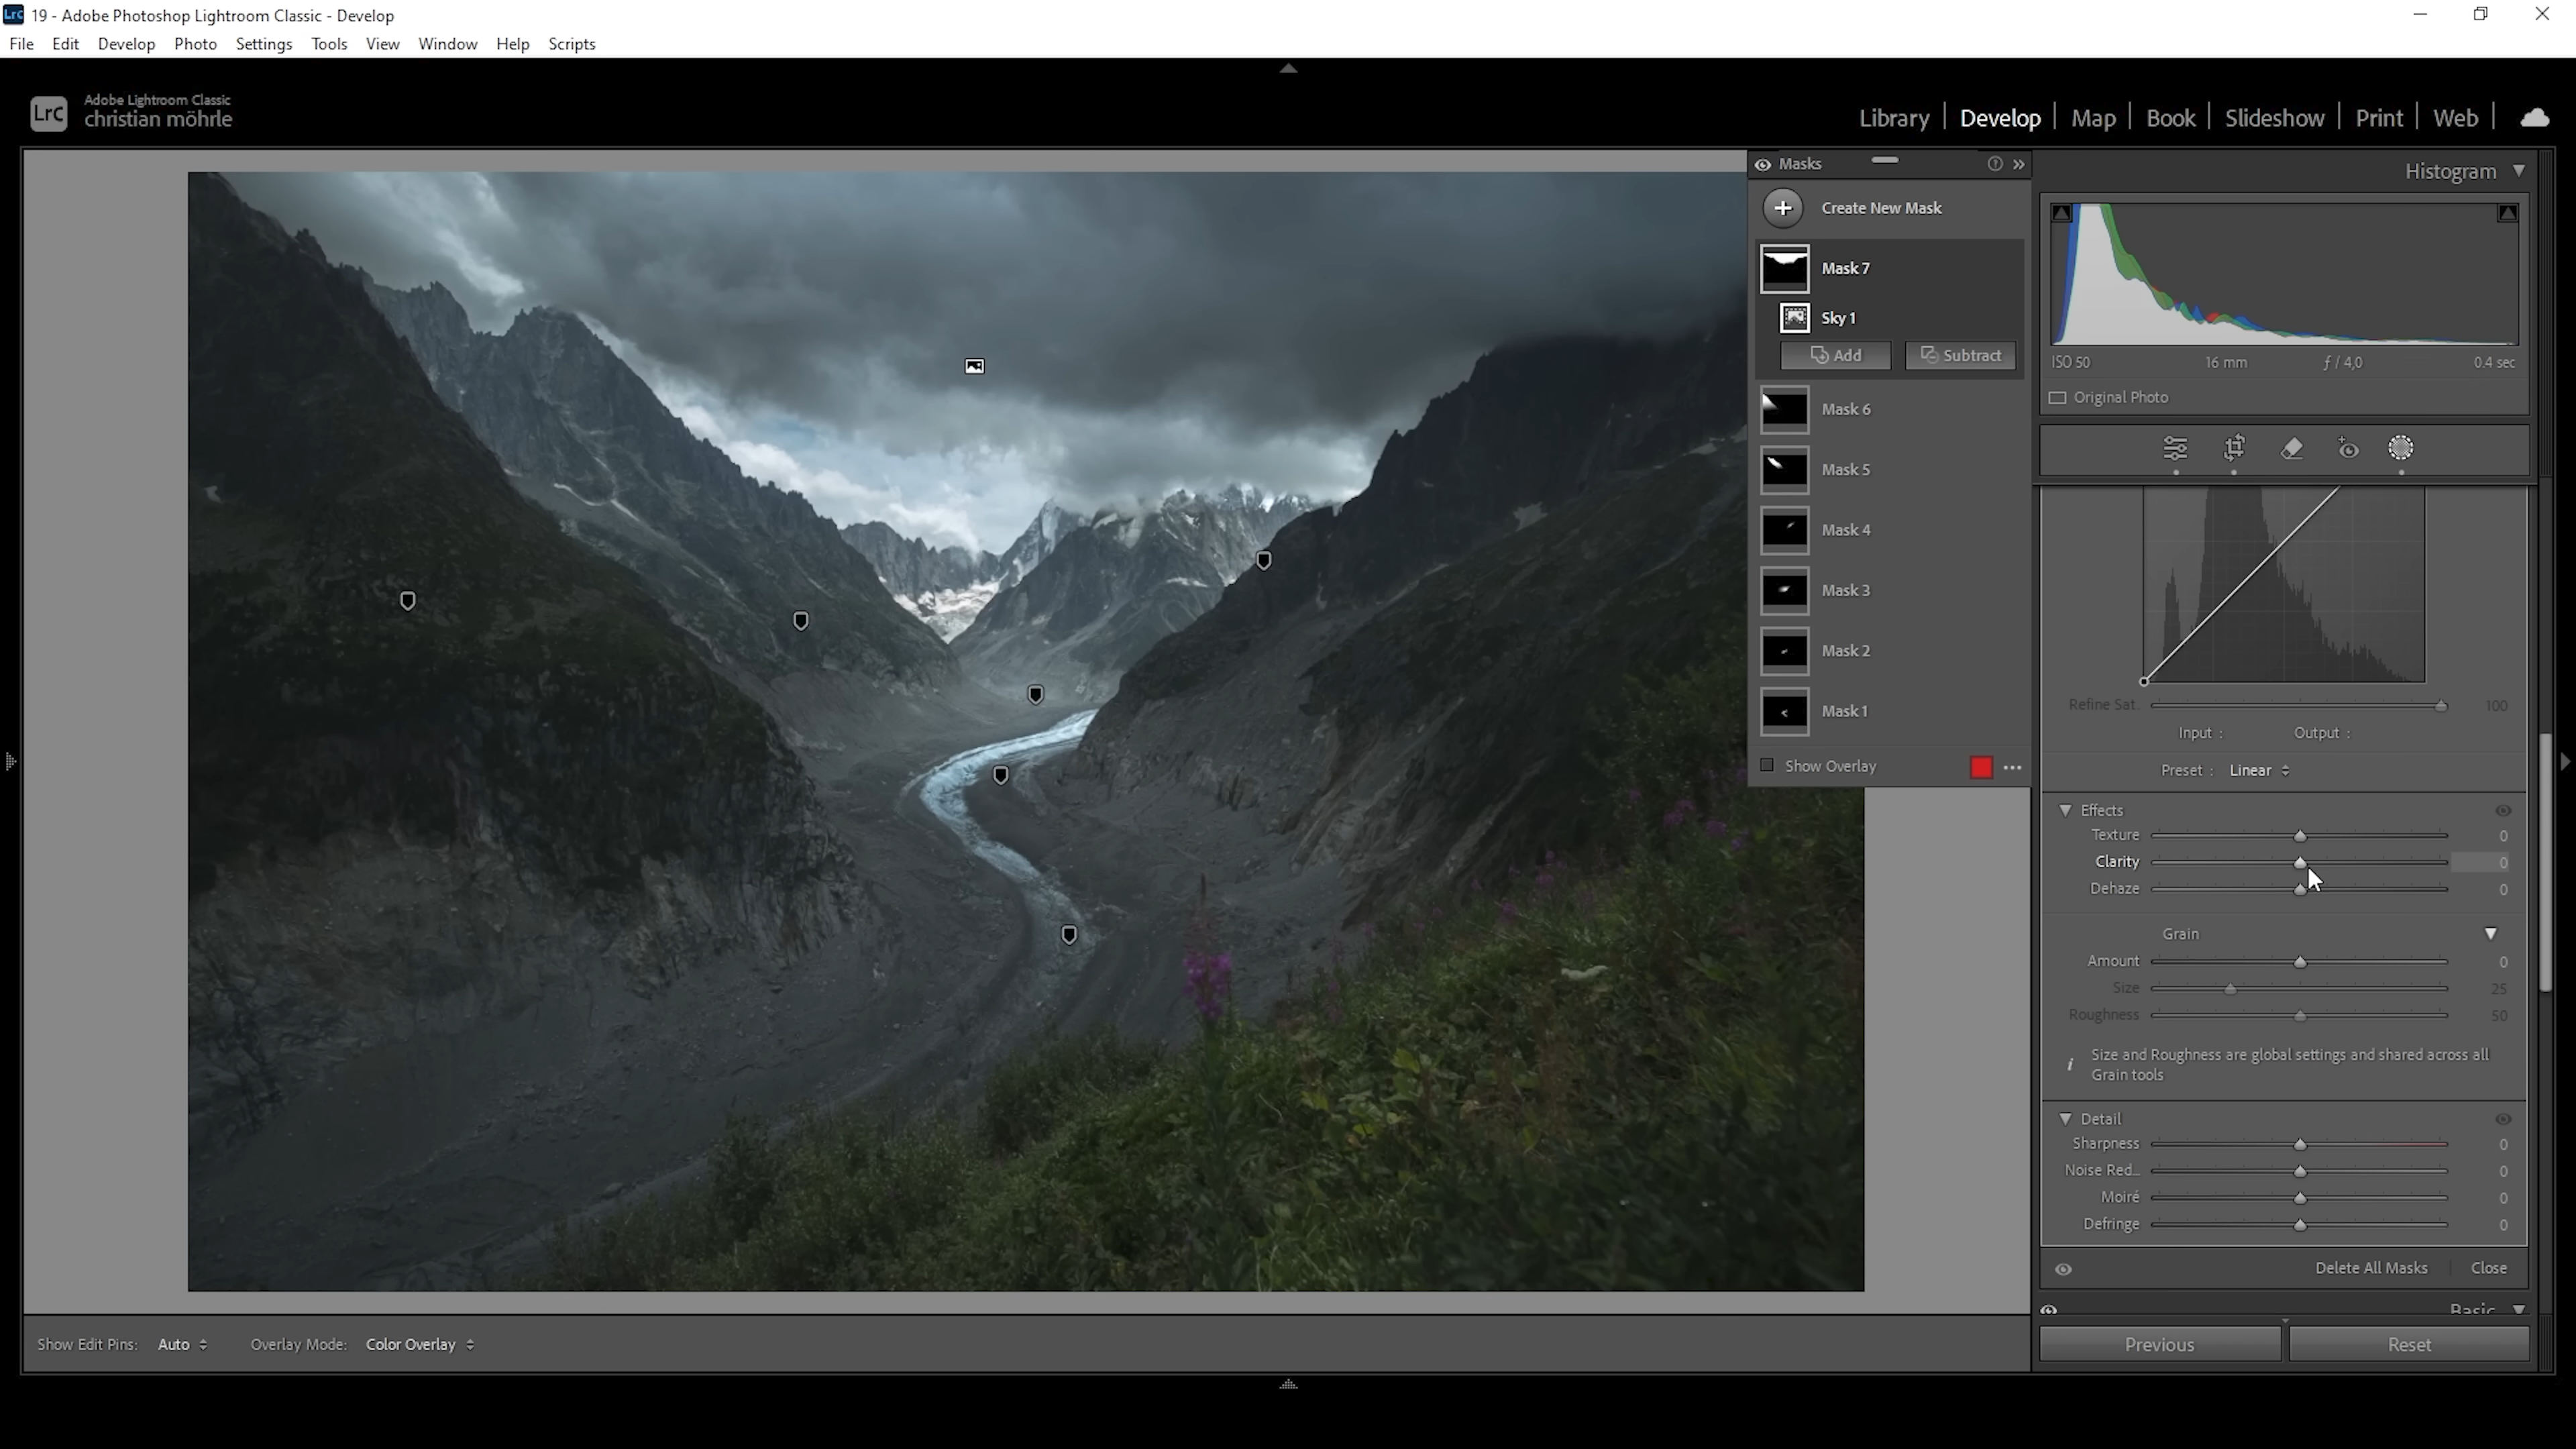 Lrc 19 - Adobe Photoshop Lightroom Classic - Develop
File Edit Develop Photo Settings Tools View Window Help Scripts
Lrc Adobe Lightroom Classic
christian möhrle
Library | Develop | Map | Book | Slideshow | Print | Web |
Masks
Create New Mask
Mask 7
Sky 1
Add Subtract
Mask 6
Mask 5
Mask 4
Mask 3
Mask 2
Mask 1
Show Overlay
Histogram
ISO 50 16 mm ƒ / 4,0 0.4 sec
Original Photo
Refine Sat. 100
Input : Output :
Preset : Linear
Effects
Texture 0
Clarity 0
Dehaze 0
Grain
Amount 0
Size 25
Roughness 50
i Size and Roughness are global settings and shared across all
Grain tools
Detail
Sharpness 0
Noise Red... 0
Moiré 0
Defringe 0
Delete All Masks Close
Basic
Show Edit Pins: Auto Overlay Mode: Color Overlay
Previous Reset